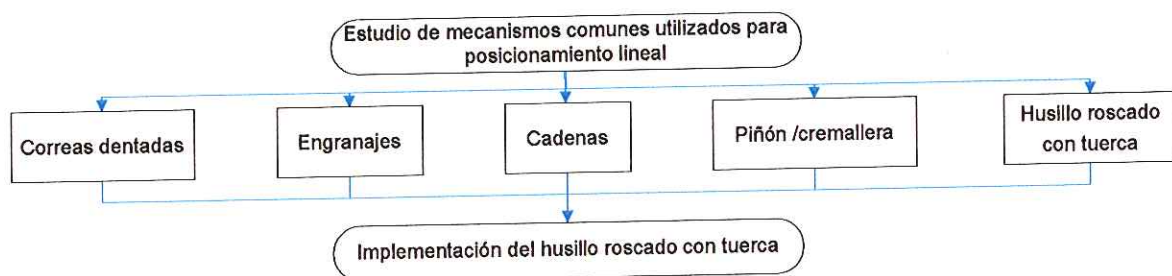 Estudio de mecanismos comunes utilizados para
posicionamiento lineal
Correas dentadas
Engranajes
Cadenas
Piñón /cremallera
Husillo roscado
con tuerca
Implementación del husillo roscado con tuerca